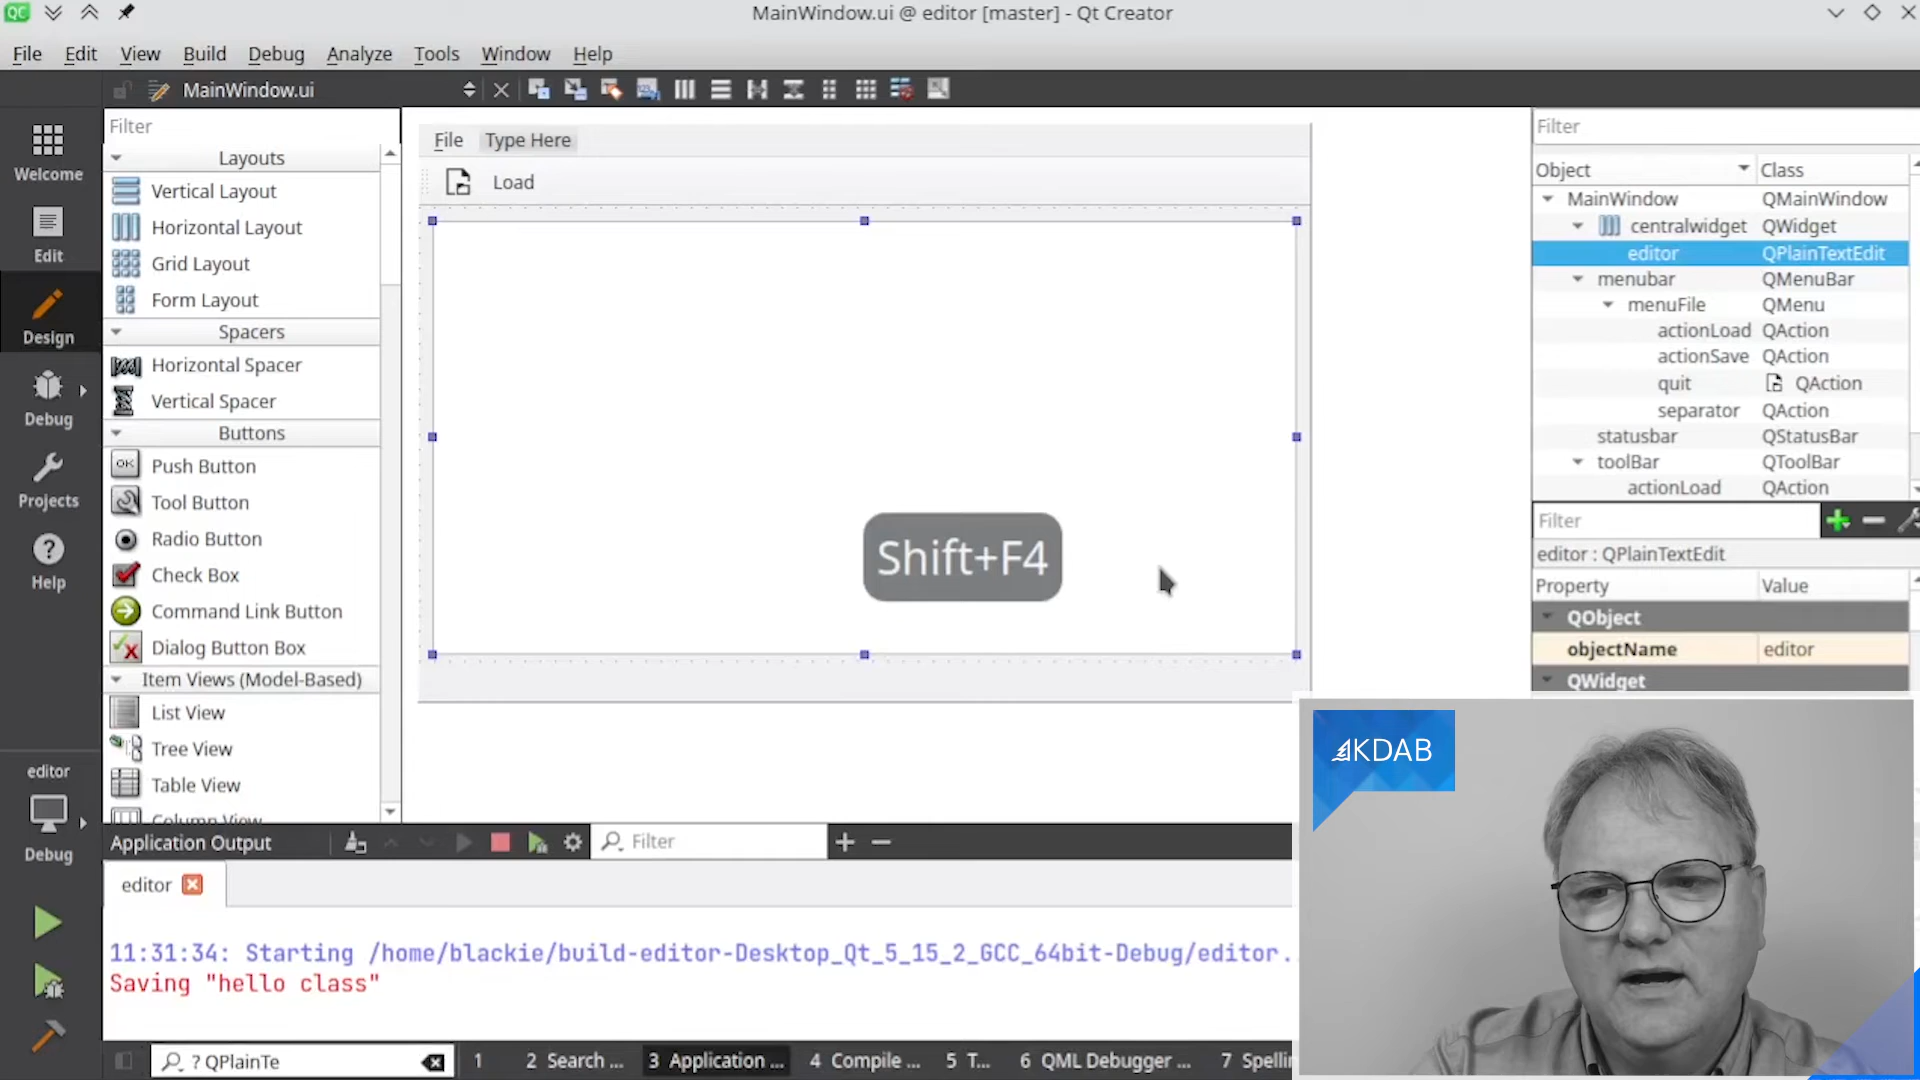 QC
MainWindow.ui @ editor [master] - Qt Creator
File Edit View Build Debug Analyze Tools Window Help
MainWindow.ui
Welcome
Edit
Design
Debug
Projects
Help
editor
Debug
Filter
Layouts
Vertical Layout
Horizontal Layout
Grid Layout
Form Layout
Spacers
Horizontal Spacer
Vertical Spacer
Buttons
OK Push Button
Tool Button
Radio Button
Check Box
Command Link Button
Dialog Button Box
Item Views (Model-Based)
List View
Tree View
Table View
Column View
File Type Here
Load
Shift+F4
Filter
Object Class
MainWindow QMainWindow
centralwidget QWidget
editor QPlainTextEdit
menubar QMenuBar
menuFile QMenu
actionLoad QAction
actionSave QAction
quit QAction
separator QAction
statusbar QStatusBar
toolBar QToolBar
actionLoad QAction
Filter
editor : QPlainTextEdit
Property Value
QObject
objectName editor
QWidget
KDAB
Application Output Filter
editor
11:31:34: Starting /home/blackie/build-editor-Desktop_Qt_5_15_2_GCC_64bit-Debug/editor..
Saving "hello class"
? QPlainTe 1 2 Search ... 3 Application ... 4 Compile ... 5 T... 6 QML Debugger ... 7 Spellin